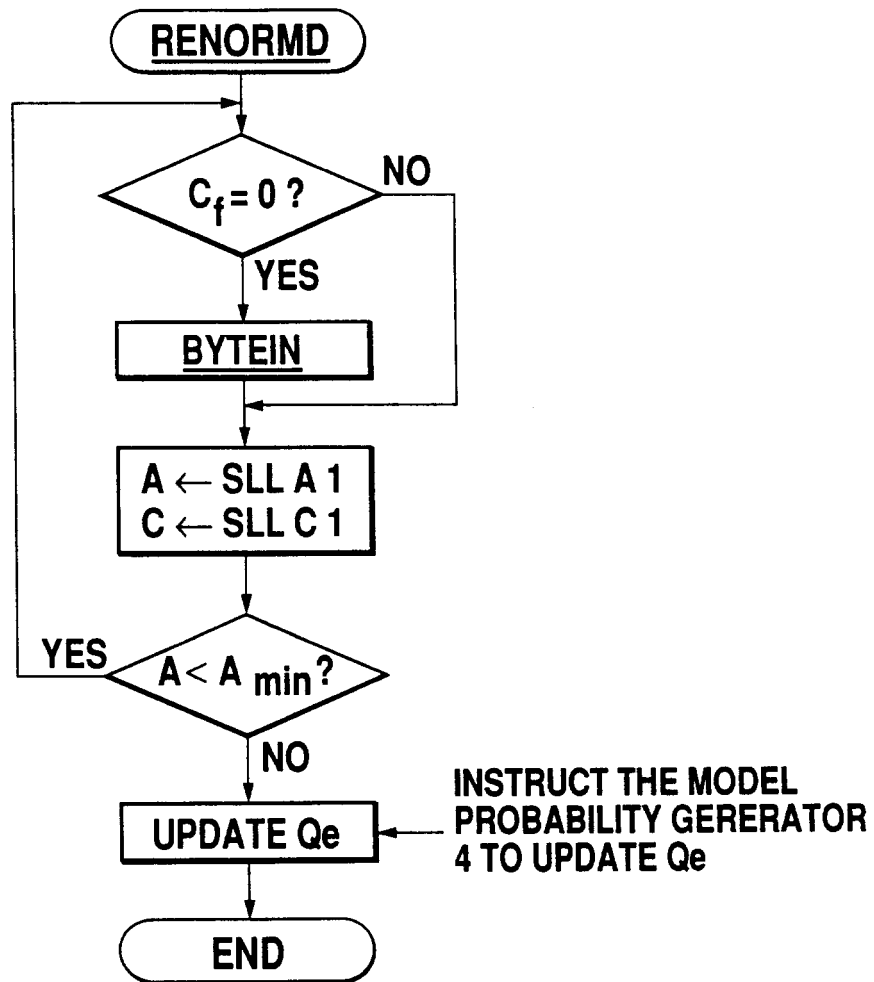 RENORMD
Cf = 0 ?
NO
YES
BYTEIN
A ← SLL A 1
C ← SLL C 1
YES
A < A min ?
NO
UPDATE Qe
INSTRUCT THE MODEL
PROBABILITY GERERATOR
4 TO UPDATE Qe
END